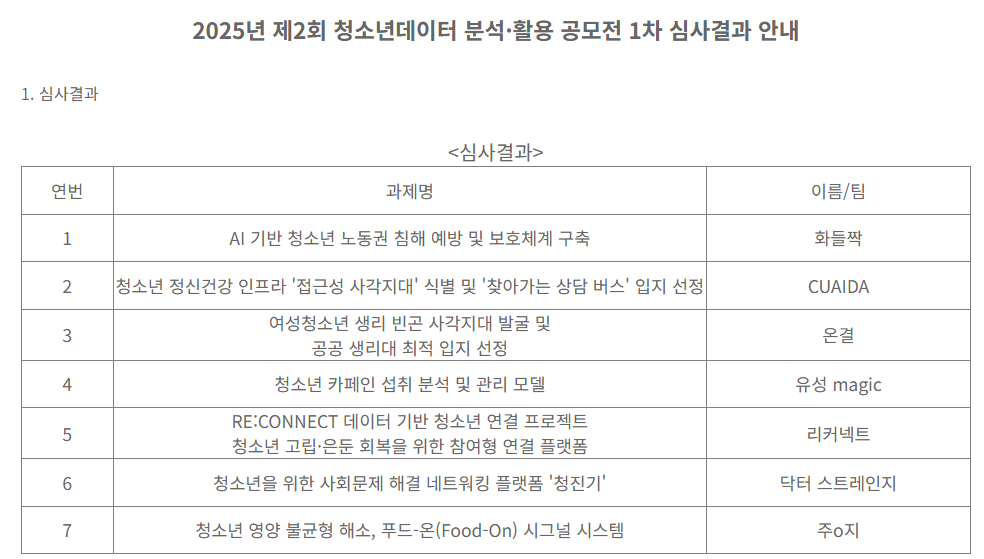 2025년 제2회 청소년데이터 분석·활용 공모전 1차 심사결과 안내
1. 심사결과
<심사결과>
연번 과제명 이름/팀
1 AI 기반 청소년 노동권 침해 예방 및 보호체계 구축 화들짝
2 청소년 정신건강 인프라 '접근성 사각지대' 식별 및 '찾아가는 상담 버스' 입지 선정 CUAIDA
3 여성청소년 생리 빈곤 사각지대 발굴 및
공공 생리대 최적 입지 선정 온결
4 청소년 카페인 섭취 분석 및 관리 모델 유성 magic
5 RE:CONNECT 데이터 기반 청소년 연결 프로젝트
청소년 고립·은둔 회복을 위한 참여형 연결 플랫폼 리커넥트
6 청소년을 위한 사회문제 해결 네트워킹 플랫폼 '청진기' 닥터 스트레인지
7 청소년 영양 불균형 해소, 푸드-온(Food-On) 시그널 시스템 주o지